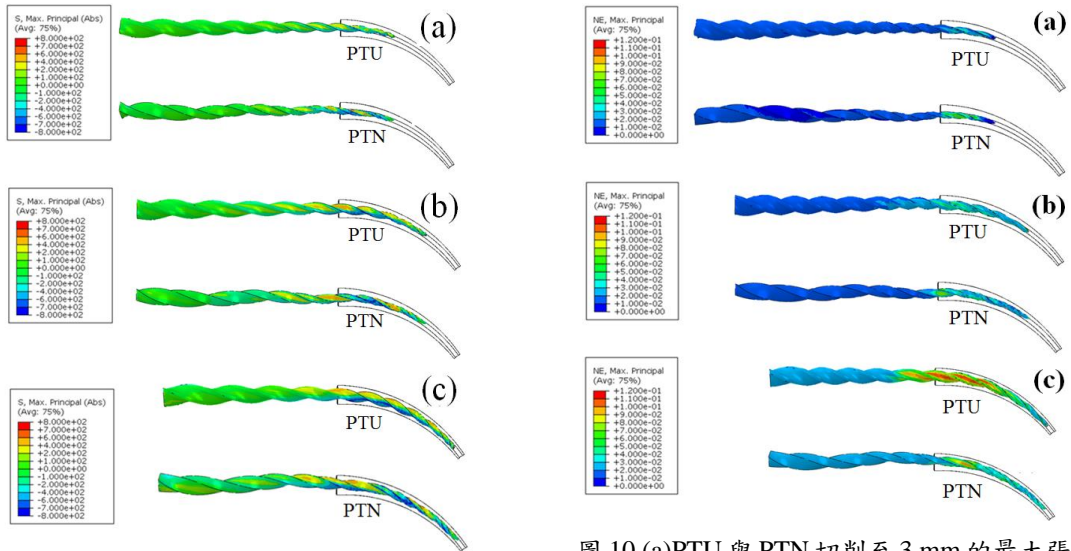 S, Max. Principal (Abs)
(Avg: 75%)
+8.000e+02
+7.000e+02
+6.000e+02
+4.000e+02
+2.000e+02
+1.000e+02
+0.000e+00
-1.000e+02
-2.000e+02
-4.000e+02
-6.000e+02
-7.000e+02
-8.000e+02
(a)
PTU
PTN
S, Max. Principal (Abs)
(Avg: 75%)
+8.000e+02
+7.000e+02
+6.000e+02
+4.000e+02
+2.000e+02
+1.000e+02
+0.000e+00
-1.000e+02
-2.000e+02
-4.000e+02
-6.000e+02
-7.000e+02
-8.000e+02
(b)
PTU
PTN
S, Max. Principal (Abs)
(Avg: 75%)
+8.000e+02
+7.000e+02
+6.000e+02
+4.000e+02
+2.000e+02
+1.000e+02
+0.000e+00
-1.000e+02
-2.000e+02
-4.000e+02
-6.000e+02
-7.000e+02
-8.000e+02
(c)
PTU
PTN
NE, Max. Principal
(Avg: 75%)
+1.200e-01
+1.100e-01
+1.000e-01
+9.000e-02
+8.000e-02
+7.000e-02
+6.000e-02
+5.000e-02
+4.000e-02
+3.000e-02
+2.000e-02
+1.000e-02
+0.000e+00
(a)
PTU
PTN
NE, Max. Principal
(Avg: 75%)
+1.200e-01
+1.100e-01
+1.000e-01
+9.000e-02
+8.000e-02
+7.000e-02
+6.000e-02
+5.000e-02
+4.000e-02
+3.000e-02
+2.000e-02
+1.000e-02
+0.000e+00
(b)
PTU
PTN
NE, Max. Principal
(Avg: 75%)
+1.200e-01
+1.100e-01
+1.000e-01
+9.000e-02
+8.000e-02
+7.000e-02
+6.000e-02
+5.000e-02
+4.000e-02
+3.000e-02
+2.000e-02
+1.000e-02
+0.000e+00
(c)
PTU
PTN
圖 10 (a)PTU 與 PTN 切削至 3 mm 的最大張